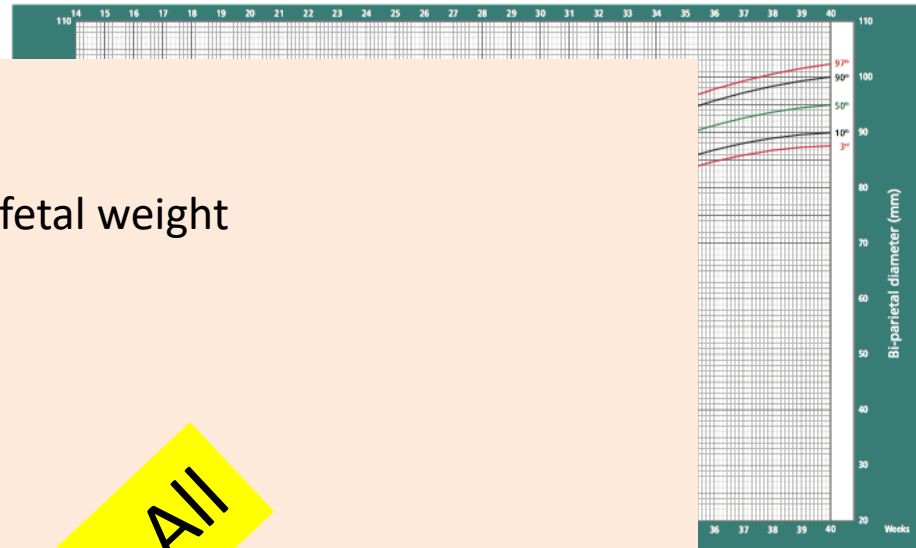 14 15 16 17 18 19 20 21 22 23 24 25 26 27 28 29 30 31 32 33 34 35 36 37 38 39 40
110 110
97th
90th 100
50th
10th 90
3rd
80
fetal weight
70
Bi-parietal diameter (mm)
60
50
40
30
All
20
36 37 38 39 40 Weeks